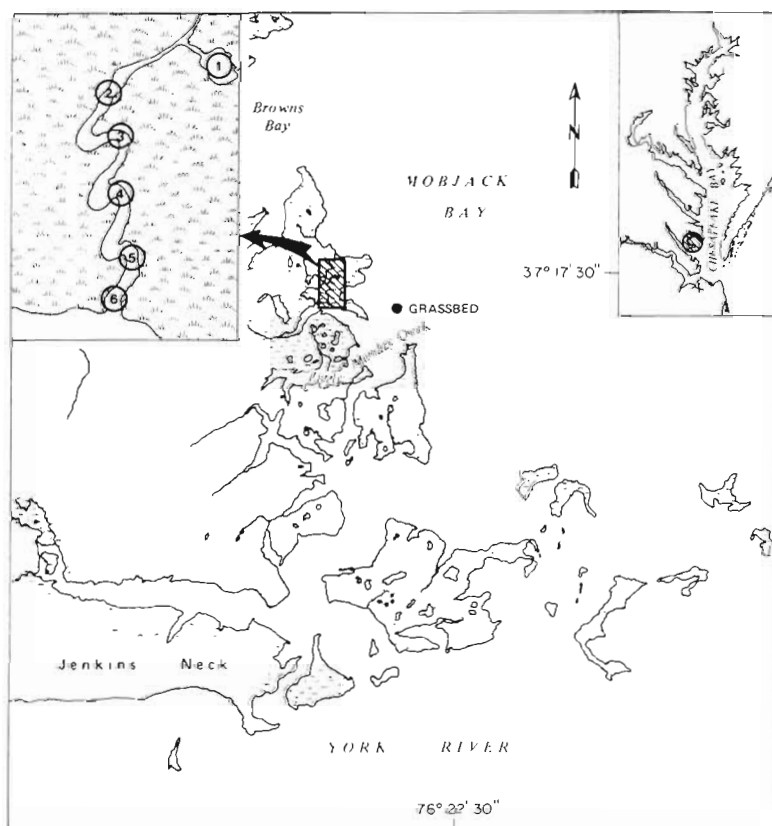 1
2
3
4
5
6
Browns
Bay
MOBJACK
BAY
N
CHESAPEAKE BAY
37° 17' 30"
GRASSBED
Creek
Jenkins Neck
YORK RIVER
76° 22' 30"